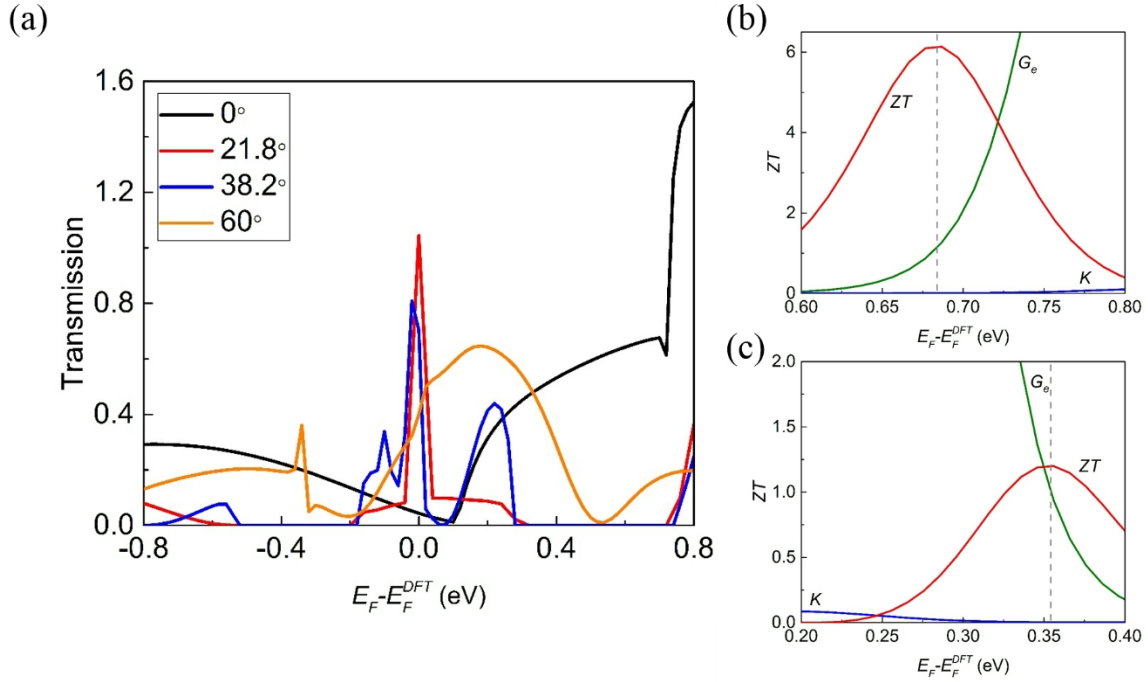 (a)
Transmission
1.6
1.2
0.8
0.4
0.0
0°
21.8°
38.2°
60°
-0.8
-0.4
0.0
0.4
0.8
E_F-E_F^DFT (eV)
(b)
ZT
6
4
2
0
ZT
G_e
K
0.60
0.65
0.70
0.75
0.80
E_F-E_F^DFT (eV)
(c)
ZT
2.0
1.5
1.0
0.5
0.0
G_e
ZT
K
0.20
0.25
0.30
0.35
0.40
E_F-E_F^DFT (eV)